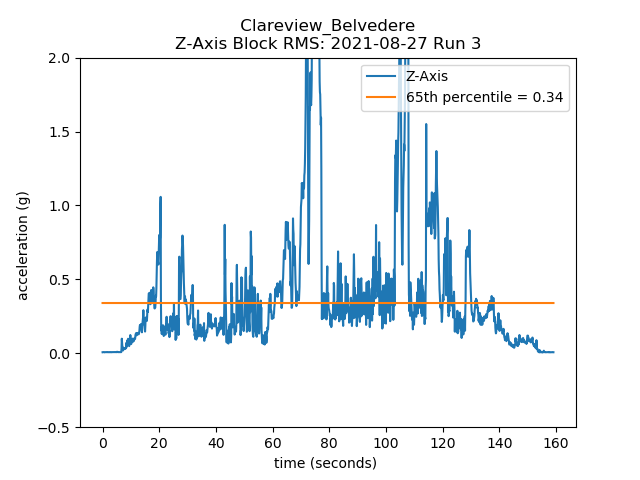 Clareview_Belvedere
Z-Axis Block RMS: 2021-08-27 Run 3
Z-Axis
65th percentile = 0.34
acceleration (g)
2.0
1.5
1.0
0.5
0.0
−0.5
0 20 40 60 80 100 120 140 160
time (seconds)